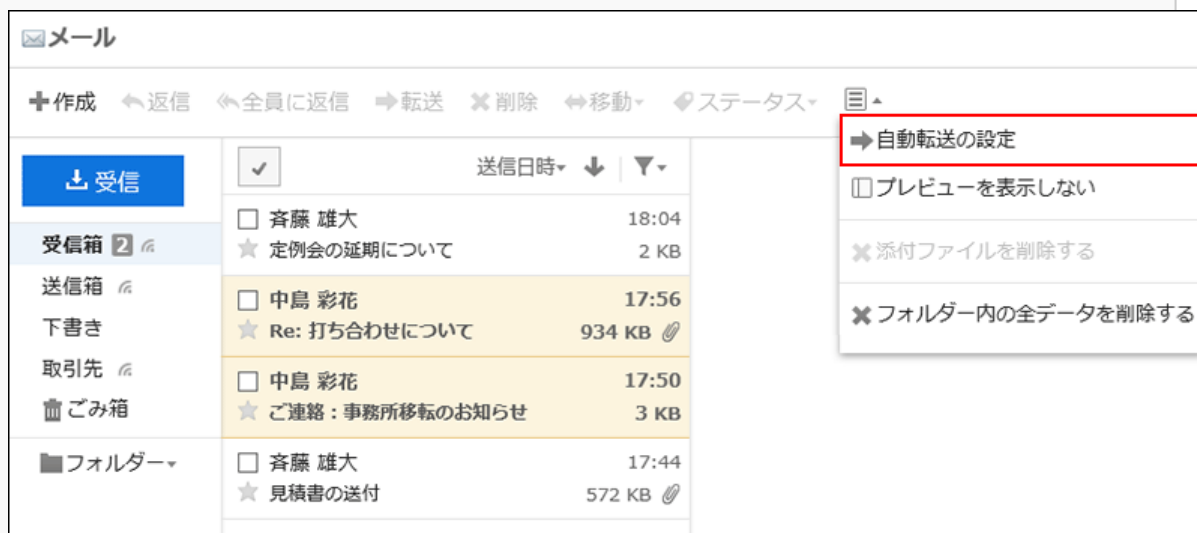 メール
作成 返信 全員に返信 転送 削除 移動 ステータス
自動転送の設定
プレビューを表示しない
添付ファイルを削除する
フォルダー内の全データを削除する
受信
受信箱 2
送信箱
下書き
取引先
ごみ箱
フォルダー
送信日時
斉藤 雄大 18:04
定例会の延期について 2 KB
中島 彩花 17:56
Re: 打ち合わせについて 934 KB
中島 彩花 17:50
ご連絡：事務所移転のお知らせ 3 KB
斉藤 雄大 17:44
見積書の送付 572 KB